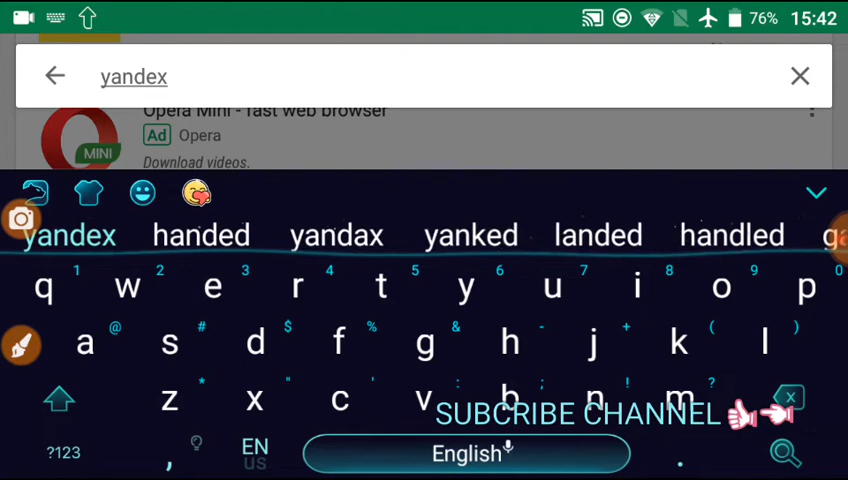 76% 15:42
yandex
Opera Mini - fast web browser
Ad Opera
MINI
Download videos.
yandex handed yandax yanked landed handled
1 2 3 4 5 6 7 8 9 0
q w e r t y u i o p
@ # $ % & - + ( )
a s d f g h j k l
* " ' : ; ! ?
z x c v b n m
SUBCRIBE CHANNEL
?123 , EN US English .